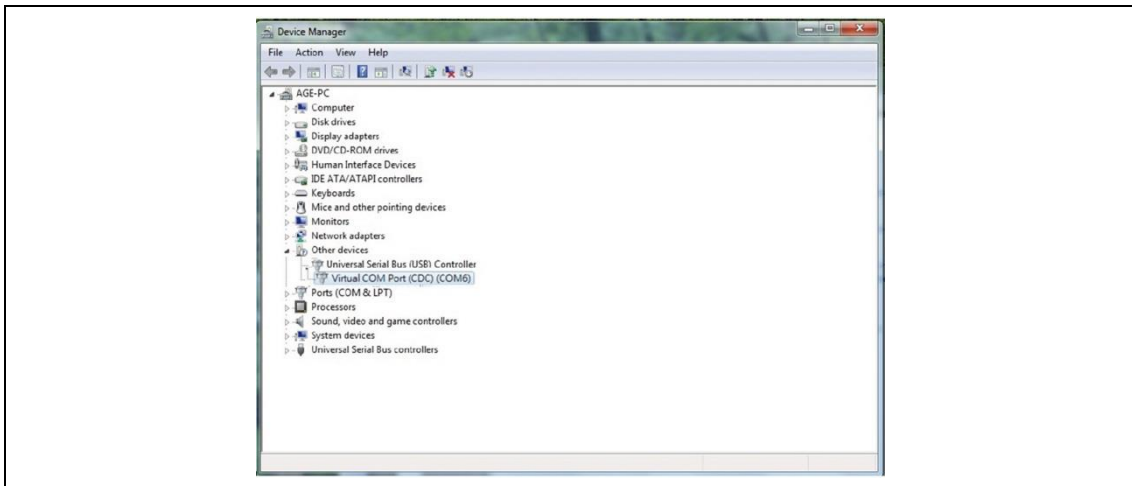 Device Manager
File Action View Help
AGE-PC
Computer
Disk drives
Display adapters
DVD/CD-ROM drives
Human Interface Devices
IDE ATA/ATAPI controllers
Keyboards
Mice and other pointing devices
Monitors
Network adapters
Other devices
Universal Serial Bus (USB) Controller
Virtual COM Port (CDC) (COM6)
Ports (COM & LPT)
Processors
Sound, video and game controllers
System devices
Universal Serial Bus controllers